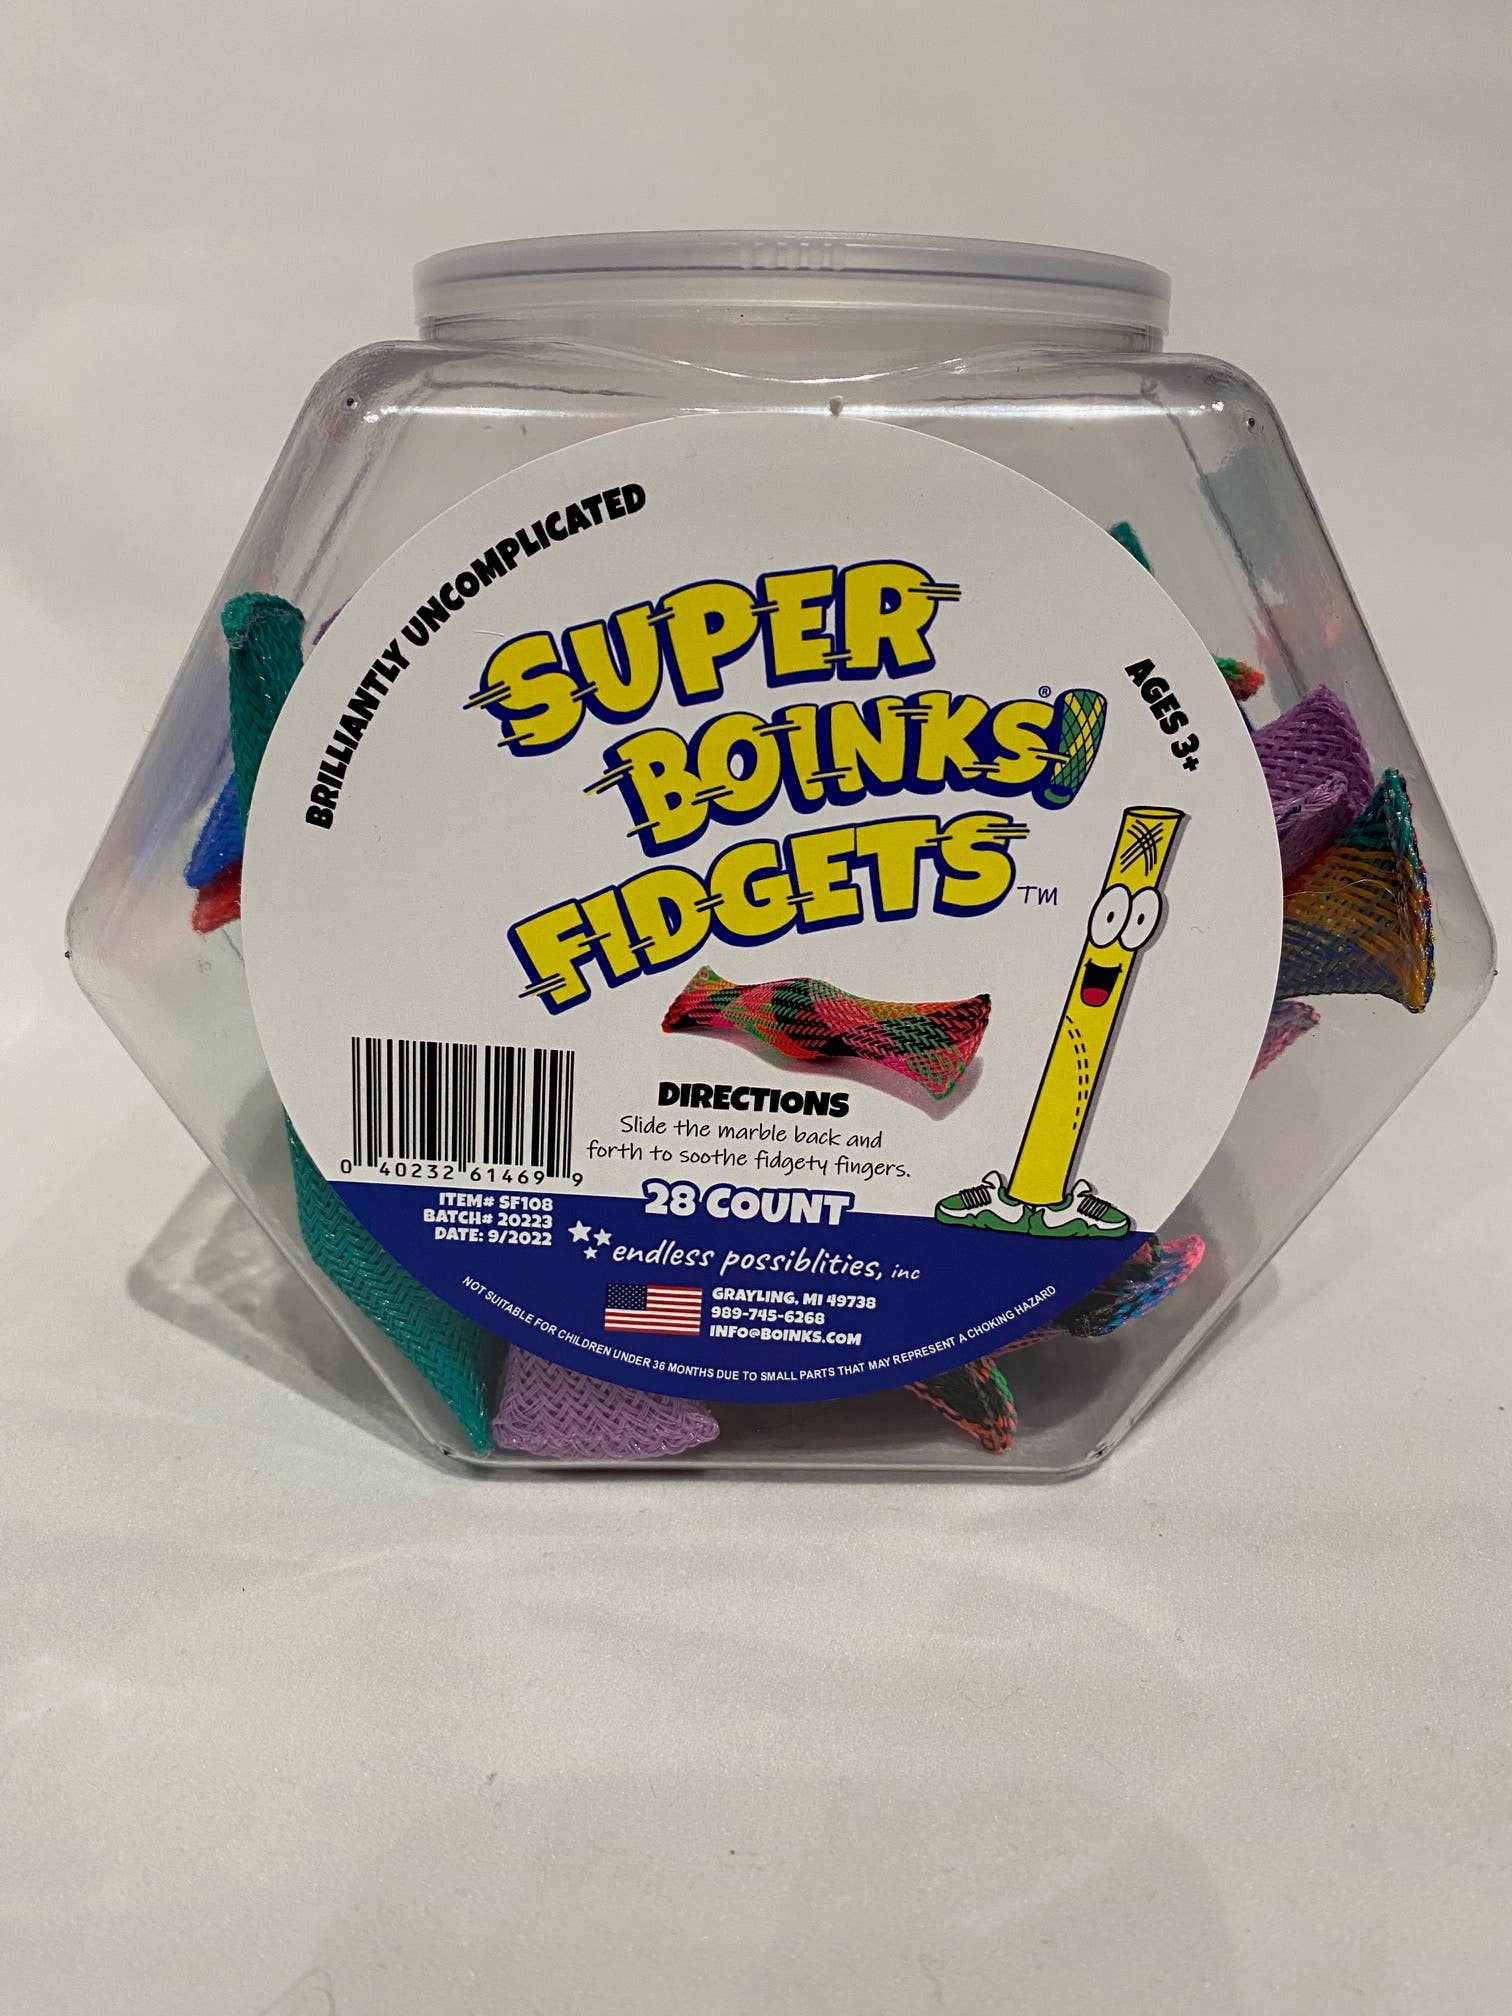 BRILLIANTLY UNCOMPLICATED
SUPER
BOINKS!®
FIDGETS™
AGES 3+
DIRECTIONS
Slide the marble back and
forth to soothe fidgety fingers.
0 40232 61469 9
28 COUNT
ITEM# SF108
BATCH# 20223
DATE: 9/2022
endless possiblities, inc
GRAYLING, MI 49738
989-745-6268
INFO@BOINKS.COM
NOT SUITABLE FOR CHILDREN UNDER 36 MONTHS DUE TO SMALL PARTS THAT MAY REPRESENT A CHOKING HAZARD